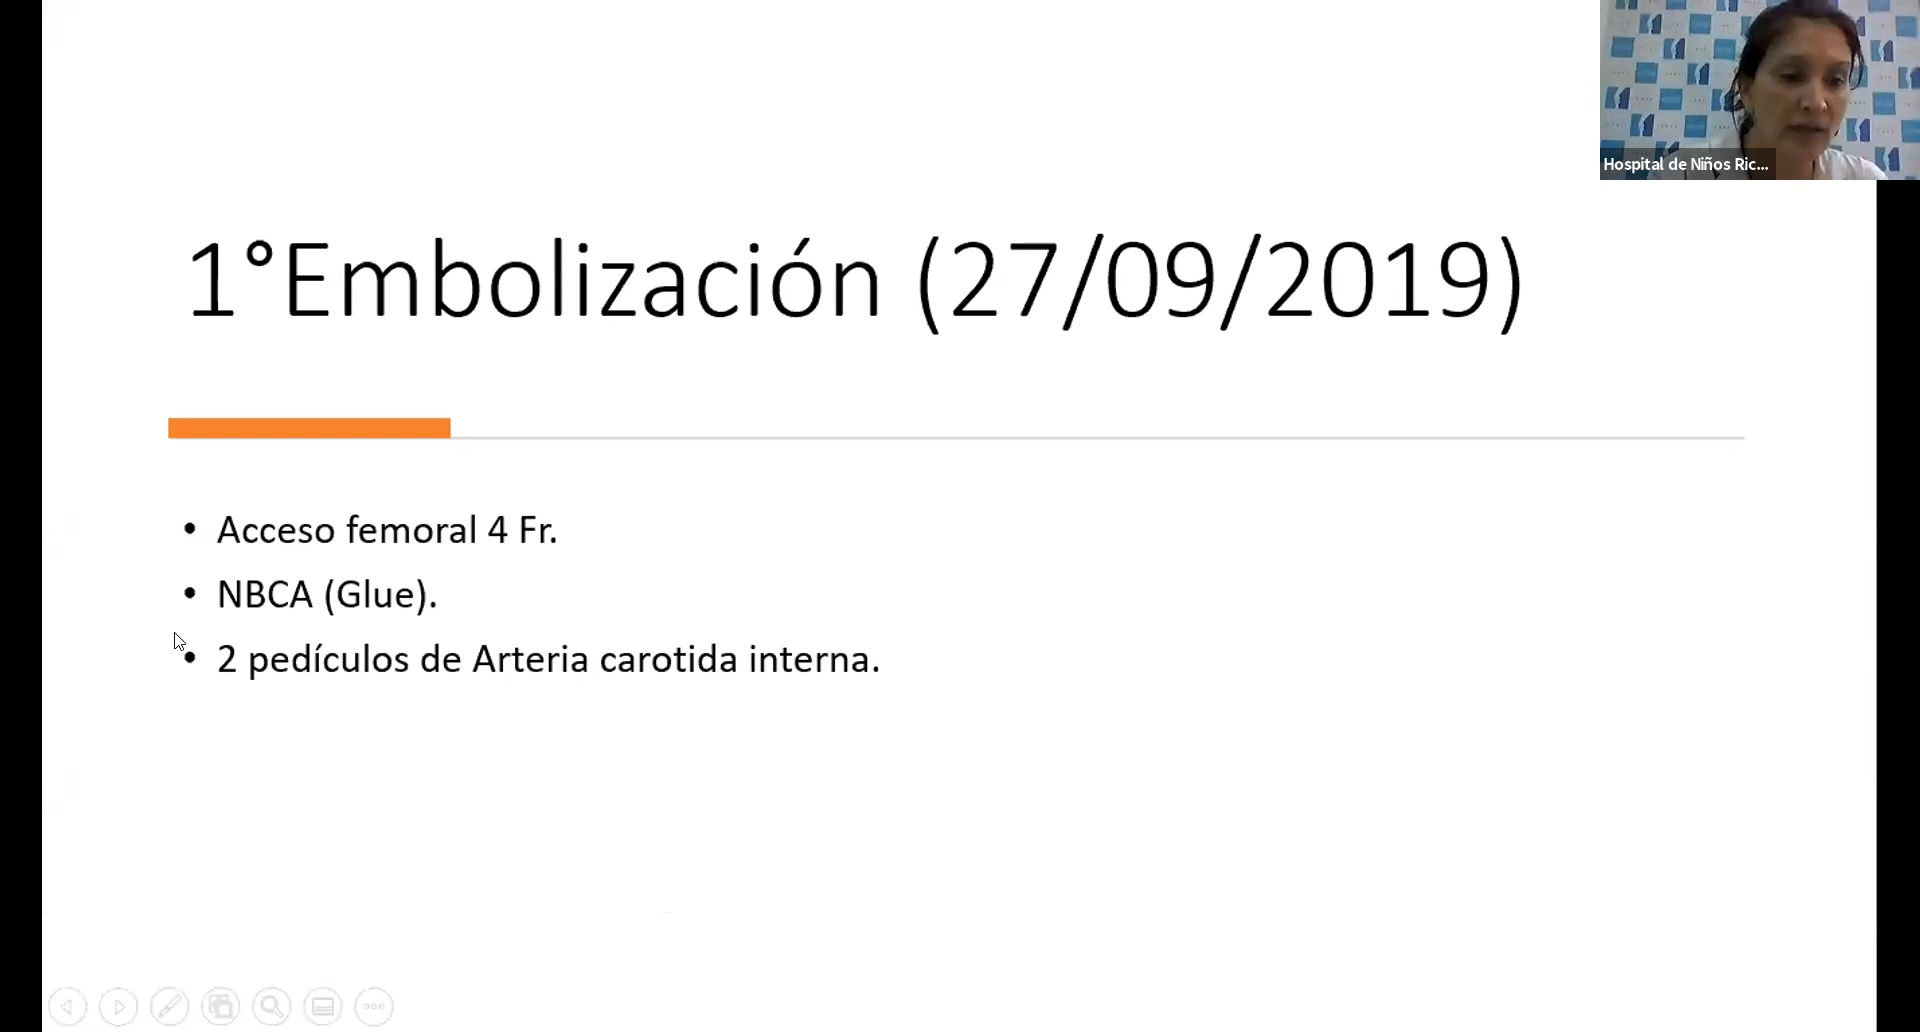 Hospital de Niños Ric...
1°Embolización (27/09/2019)
• Acceso femoral 4 Fr.
• NBCA (Glue).
• 2 pedículos de Arteria carotida interna.